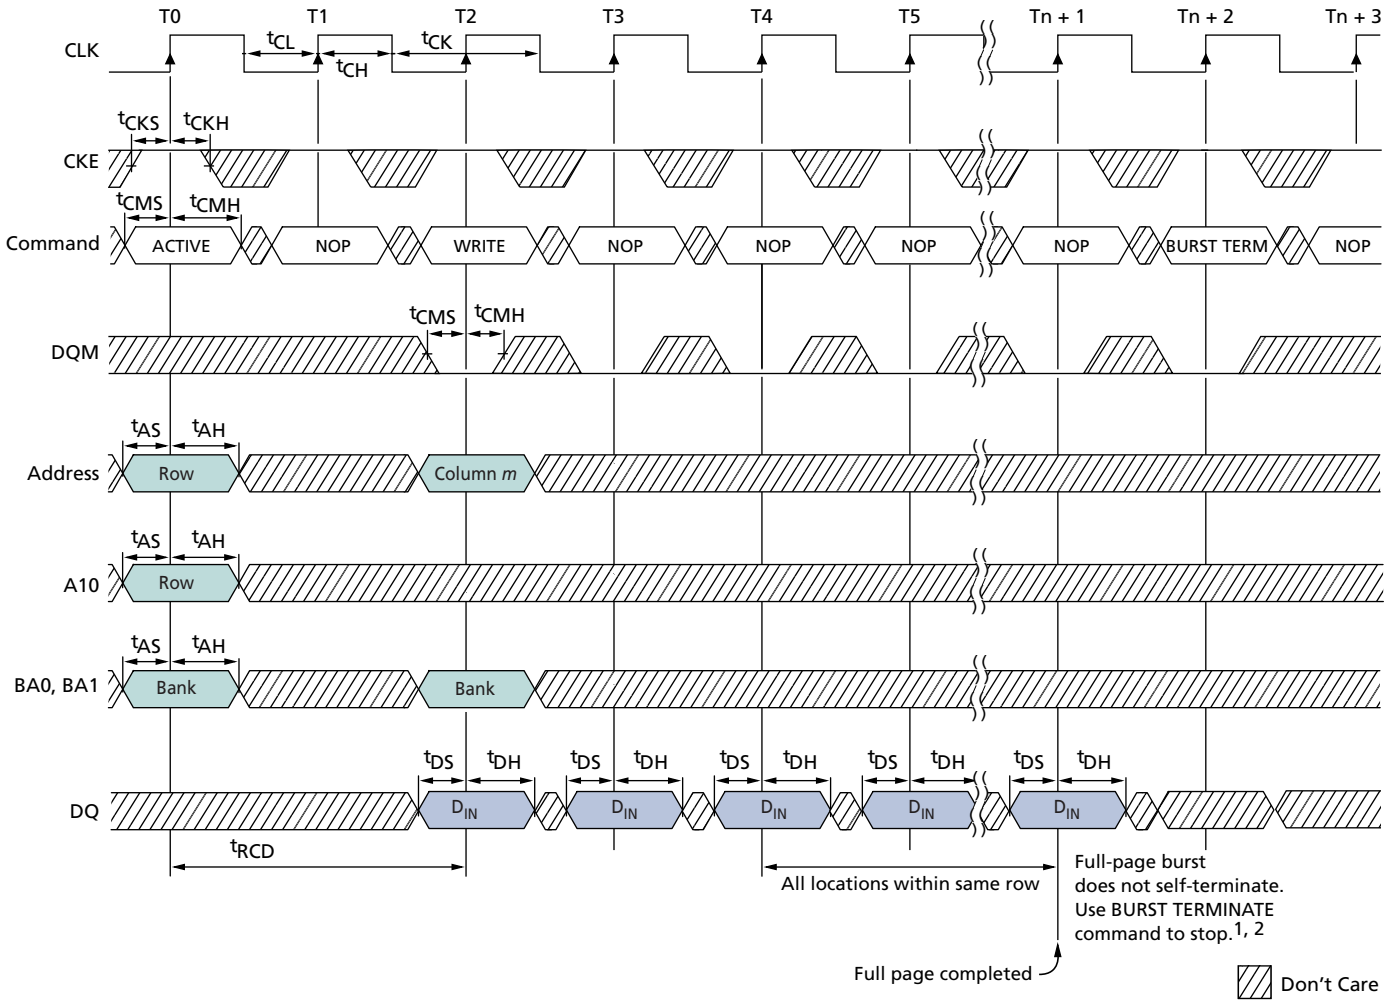 T0 T1 T2 T3 T4 T5 Tn + 1 Tn + 2 Tn + 3
CLK tCL tCH tCK
tCKS tCKH
CKE
tCMS tCMH
Command ACTIVE NOP WRITE NOP NOP NOP NOP BURST TERM NOP
tCMS tCMH
DQM
tAS tAH
Address Row Column m
tAS tAH
A10 Row
tAS tAH
BA0, BA1 Bank Bank
tDS tDH tDS tDH tDS tDH tDS tDH tDS tDH
DQ DIN DIN DIN DIN DIN
tRCD
All locations within same row
Full-page burst
does not self-terminate.
Use BURST TERMINATE
command to stop.1, 2
Full page completed
Don't Care